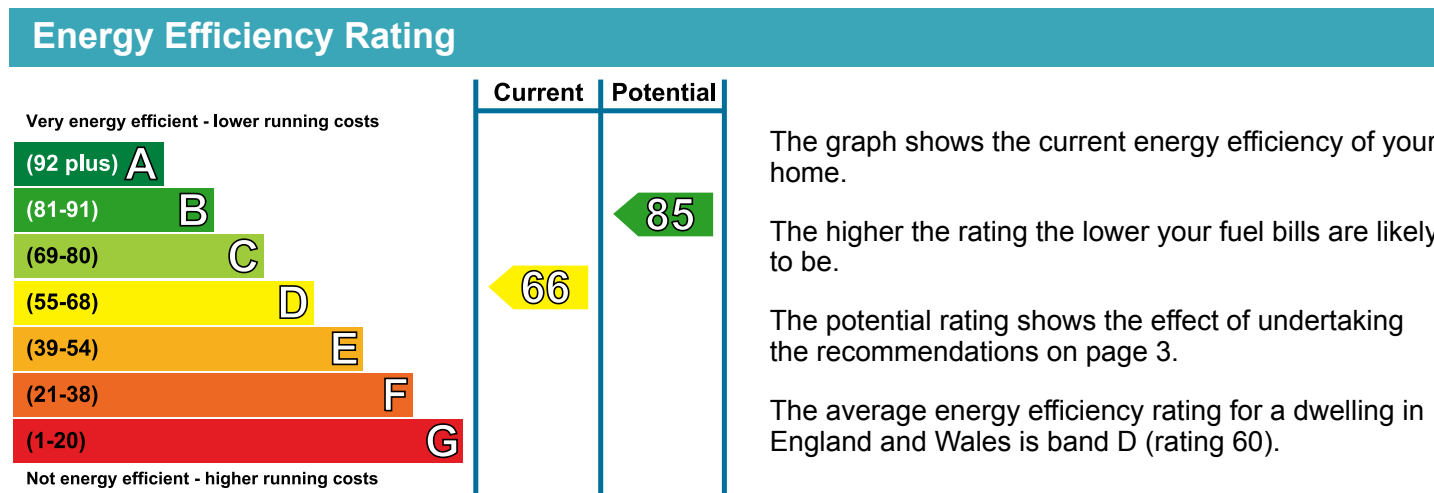 Energy Efficiency Rating
Current Potential
Very energy efficient - lower running costs
(92 plus) A
(81-91) B
85
(69-80) C
(55-68) D
66
(39-54) E
(21-38) F
(1-20) G
Not energy efficient - higher running costs
The graph shows the current energy efficiency of your
home.
The higher the rating the lower your fuel bills are likely
to be.
The potential rating shows the effect of undertaking
the recommendations on page 3.
The average energy efficiency rating for a dwelling in
England and Wales is band D (rating 60).